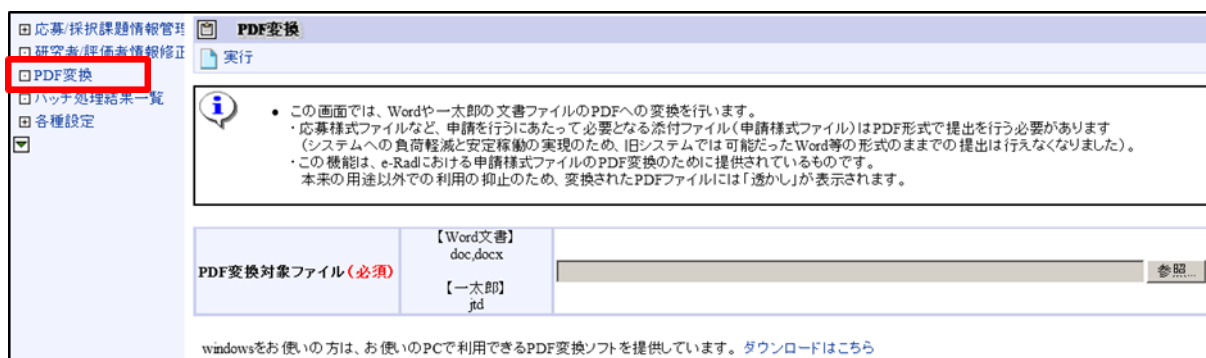 応募/採択課題情報管理
研究者/評価者情報修正
PDF変換
バッチ処理結果一覧
各種設定
PDF変換
実行
• この画面では、Wordや一太郎の文書ファイルのPDFへの変換を行います。
・応募様式ファイルなど、申請を行うにあたって必要となる添付ファイル(申請様式ファイル)はPDF形式で提出を行う必要があります
(システムへの負荷軽減と安定稼働の実現のため、旧システムでは可能だったWord等の形式のままでの提出は行えなくなりました)。
・この機能は、e-Radにおける申請様式ファイルのPDF変換のために提供されているものです。
本来の用途以外での利用の抑止のため、変換されたPDFファイルには「透かし」が表示されます。
PDF変換対象ファイル(必須)
【Word文書】
doc,docx
【一太郎】
jtd
参照...
windowsをお使いの方は、お使いのPCで利用できるPDF変換ソフトを提供しています。ダウンロードはこちら